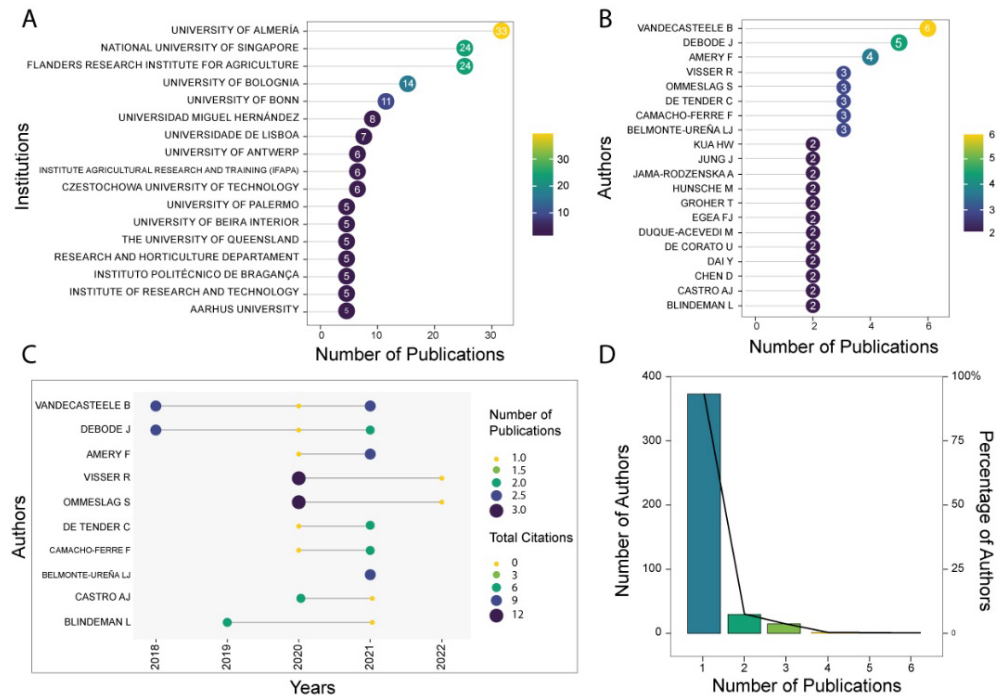 A
Institutions
UNIVERSITY OF ALMERÍA 33
NATIONAL UNIVERSITY OF SINGAPORE 24
FLANDERS RESEARCH INSTITUTE FOR AGRICULTURE 24
UNIVERSITY OF BOLOGNIA 14
UNIVERSITY OF BONN 11
UNIVERSIDAD MIGUEL HERNÁNDEZ 8
UNIVERSIDADE DE LISBOA 7
UNIVERSITY OF ANTWERP 6
INSTITUTE AGRICULTURAL RESEARCH AND TRAINING (IFAPA) 6
CZESTOCHOWA UNIVERSITY OF TECHNOLOGY 6
UNIVERSITY OF PALERMO 5
UNIVERSITY OF BEIRA INTERIOR 5
THE UNIVERSITY OF QUEENSLAND 5
RESEARCH AND HORTICULTURE DEPARTAMENT 5
INSTITUTO POLITÉCNICO DE BRAGANÇA 5
INSTITUTE OF RESEARCH AND TECHNOLOGY 5
AARHUS UNIVERSITY 5
0 10 20 30
Number of Publications
30
20
10
B
Authors
VANDECASTEELE B 6
DEBODE J 5
AMERY F 4
VISSER R 3
OMMESLAG S 3
DE TENDER C 3
CAMACHO-FERRE F 3
BELMONTE-UREÑA LJ 3
KUA HW 2
JUNG J 2
JAMA-RODZENSKA A 2
HUNSCHE M 2
GROHER T 2
EGEA FJ 2
DUQUE-ACEVEDI M 2
DE CORATO U 2
DAI Y 2
CHEN D 2
CASTRO AJ 2
BLINDEMAN L 2
0 2 4 6
Number of Publications
6
5
4
3
2
C
Authors
VANDECASTEELE B
DEBODE J
AMERY F
VISSER R
OMMESLAG S
DE TENDER C
CAMACHO-FERRE F
BELMONTE-UREÑA LJ
CASTRO AJ
BLINDEMAN L
2018 2019 2020 2021 2022
Years
Number of
Publications
1.0
1.5
2.0
2.5
3.0
Total Citations
0
3
6
9
12
D
Number of Authors
400
300
200
100
0
1 2 3 4 5 6
Number of Publications
100%
75
50
25
0
Percentage of Authors